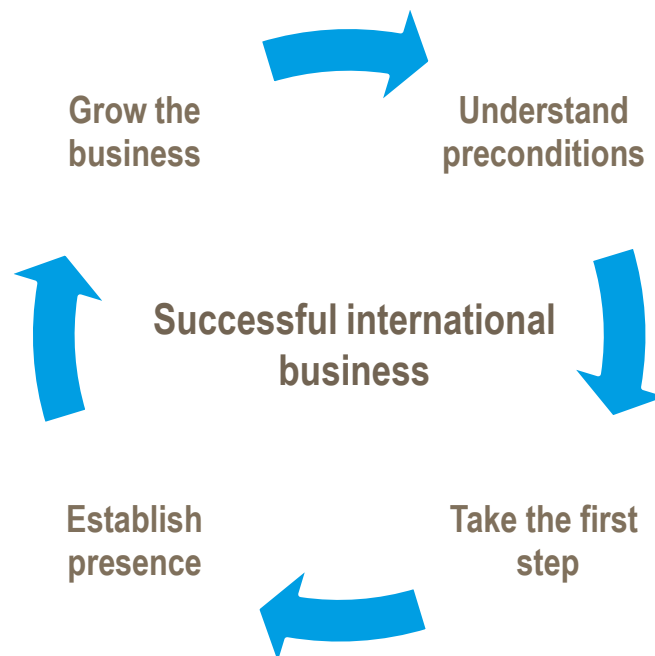 Grow the
business
Understand
preconditions
Successful international
business
Establish
presence
Take the first
step